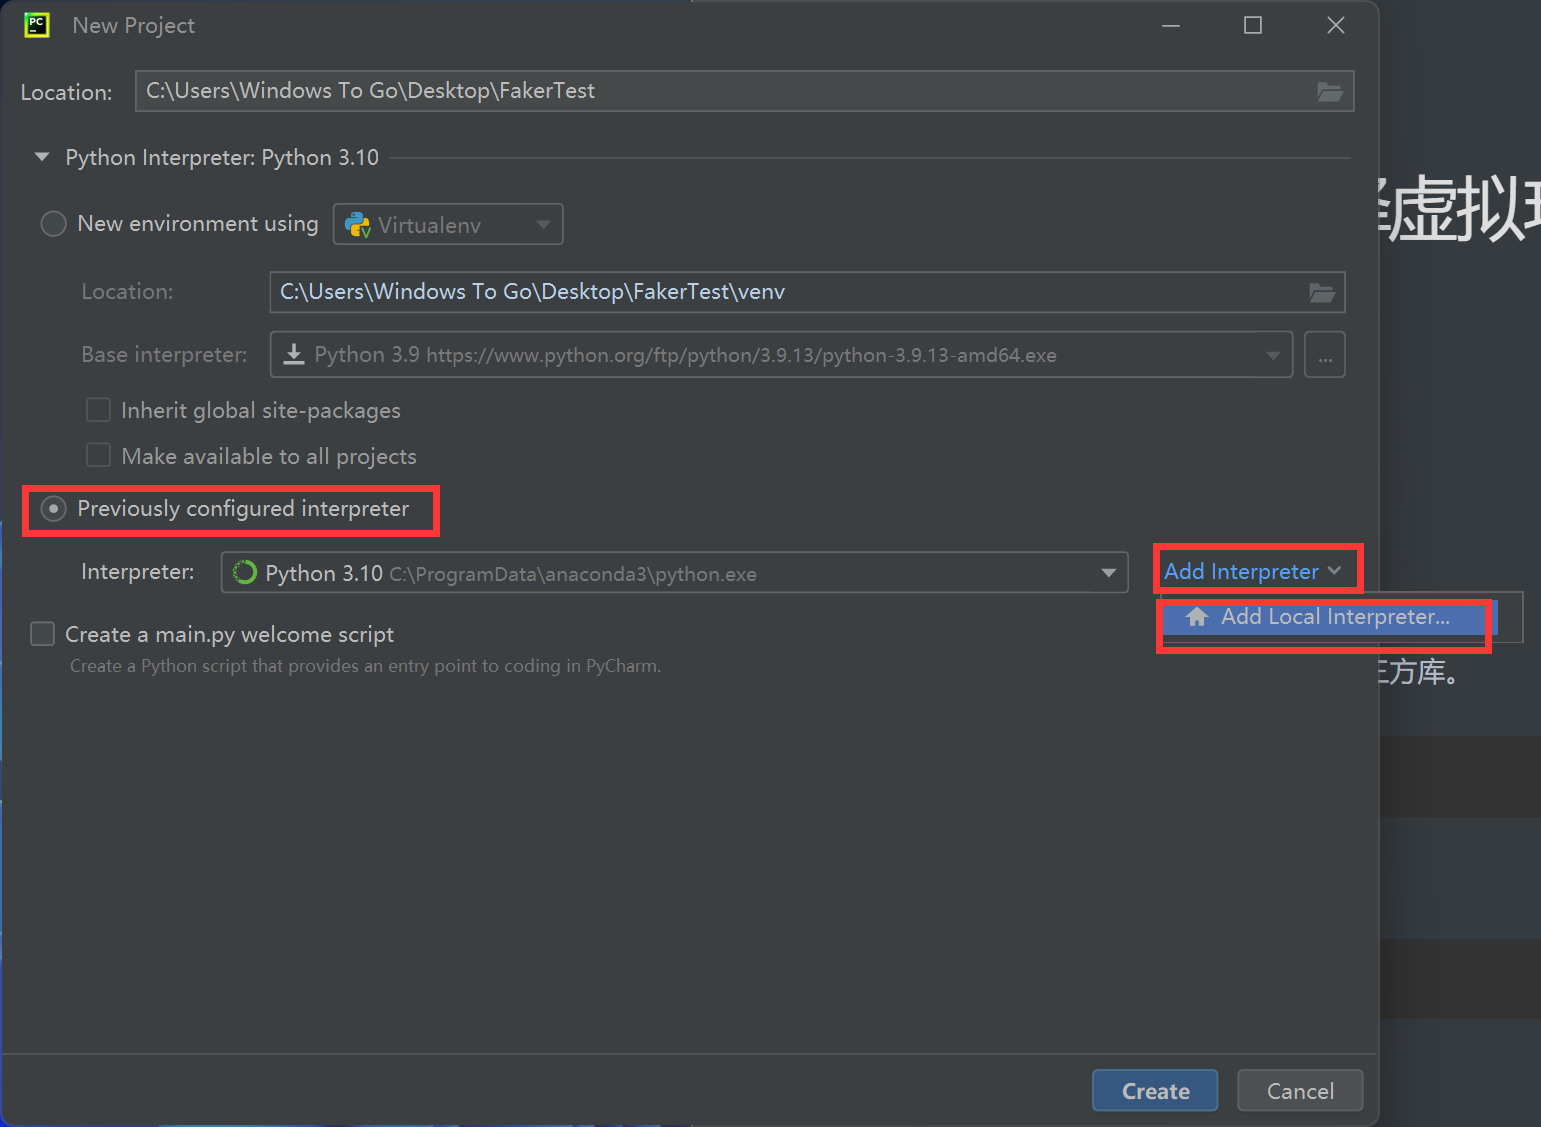 PC
New Project
Location:
C:\Users\Windows To Go\Desktop\FakerTest
Python Interpreter: Python 3.10
虚拟
New environment using
Virtualenv
Location:
C:\Users\Windows To Go\Desktop\FakerTest\venv
Base interpreter:
Python 3.9 https://www.python.org/ftp/python/3.9.13/python-3.9.13-amd64.exe
...
Inherit global site-packages
Make available to all projects
Previously configured interpreter
Interpreter:
Python 3.10 C:\ProgramData\anaconda3\python.exe
Add Interpreter
Add Local Interpreter...
Create a main.py welcome script
Create a Python script that provides an entry point to coding in PyCharm.
方库。
Create
Cancel